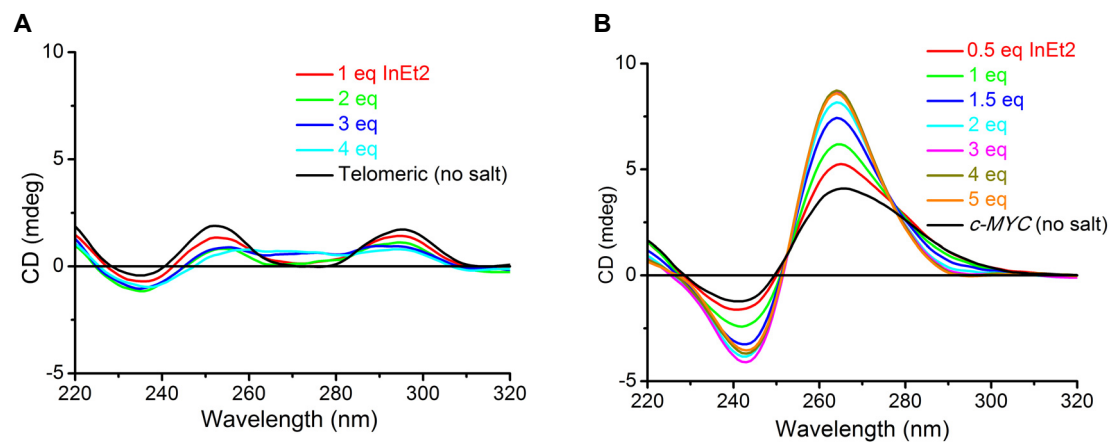 A
10
5
0
-5
CD (mdeg)
1 eq InEt2
2 eq
3 eq
4 eq
Telomeric (no salt)
220 240 260 280 300 320
Wavelength (nm)
B
10
5
0
-5
CD (mdeg)
0.5 eq InEt2
1 eq
1.5 eq
2 eq
3 eq
4 eq
5 eq
c-MYC (no salt)
220 240 260 280 300 320
Wavelength (nm)